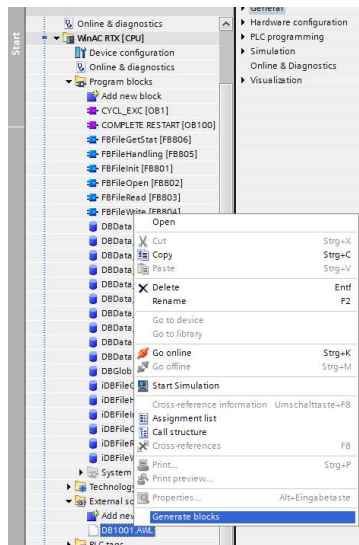 Start
Online & diagnostics
WinAC RTX [CPU]
Device configuration
Online & diagnostics
Program blocks
Add new block
CYCL_EXC [OB1]
COMPLETE RESTART [OB100]
FBFileGetStat [FB806]
FBFileHandling [FB805]
FBFileInit [FB801]
FBFileOpen [FB802]
FBFileRead [FB803]
FBFileWrite [FB804]
DBData
DBData
DBData
DBData
DBData
DBData
DBData
DBData
DBGlob
iDBFile
iDBFile
iDBFile
iDBFile
iDBFile
iDBFile
System
Technolog
External so
Add new
DB1001.AWL
PLC tags
General
Hardware configuration
PLC programming
Simulation
Online & Diagnostics
Visualization
Open
Cut Strg+X
Copy Strg+C
Paste Strg+V
Delete Entf
Rename F2
Go to device
Go to library
Go online Strg+K
Go offline Strg+M
Start Simulation
Cross-reference information Umschalttaste+F8
Assignment list
Call structure
Cross-references F8
Print... Strg+P
Print preview...
Properties... Alt+Eingabetaste
Generate blocks